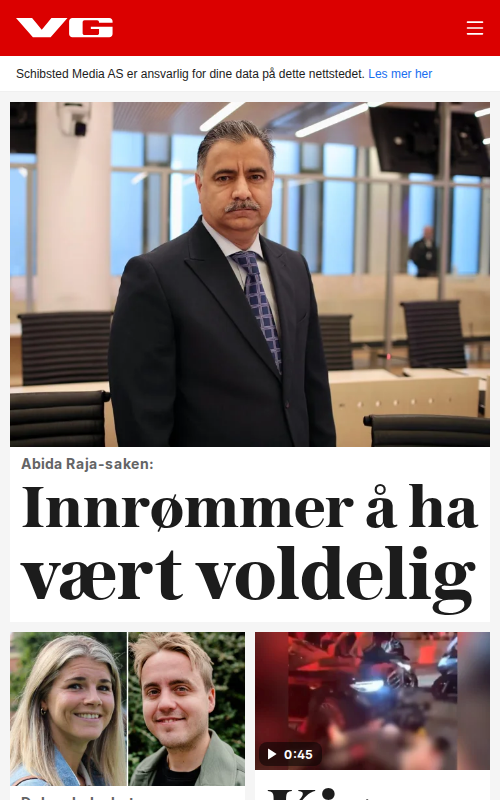 VG
Schibsted Media AS er ansvarlig for dine data på dette nettstedet. Les mer her
Abida Raja-saken:
Innrømmer å ha
vært voldelig
0:45